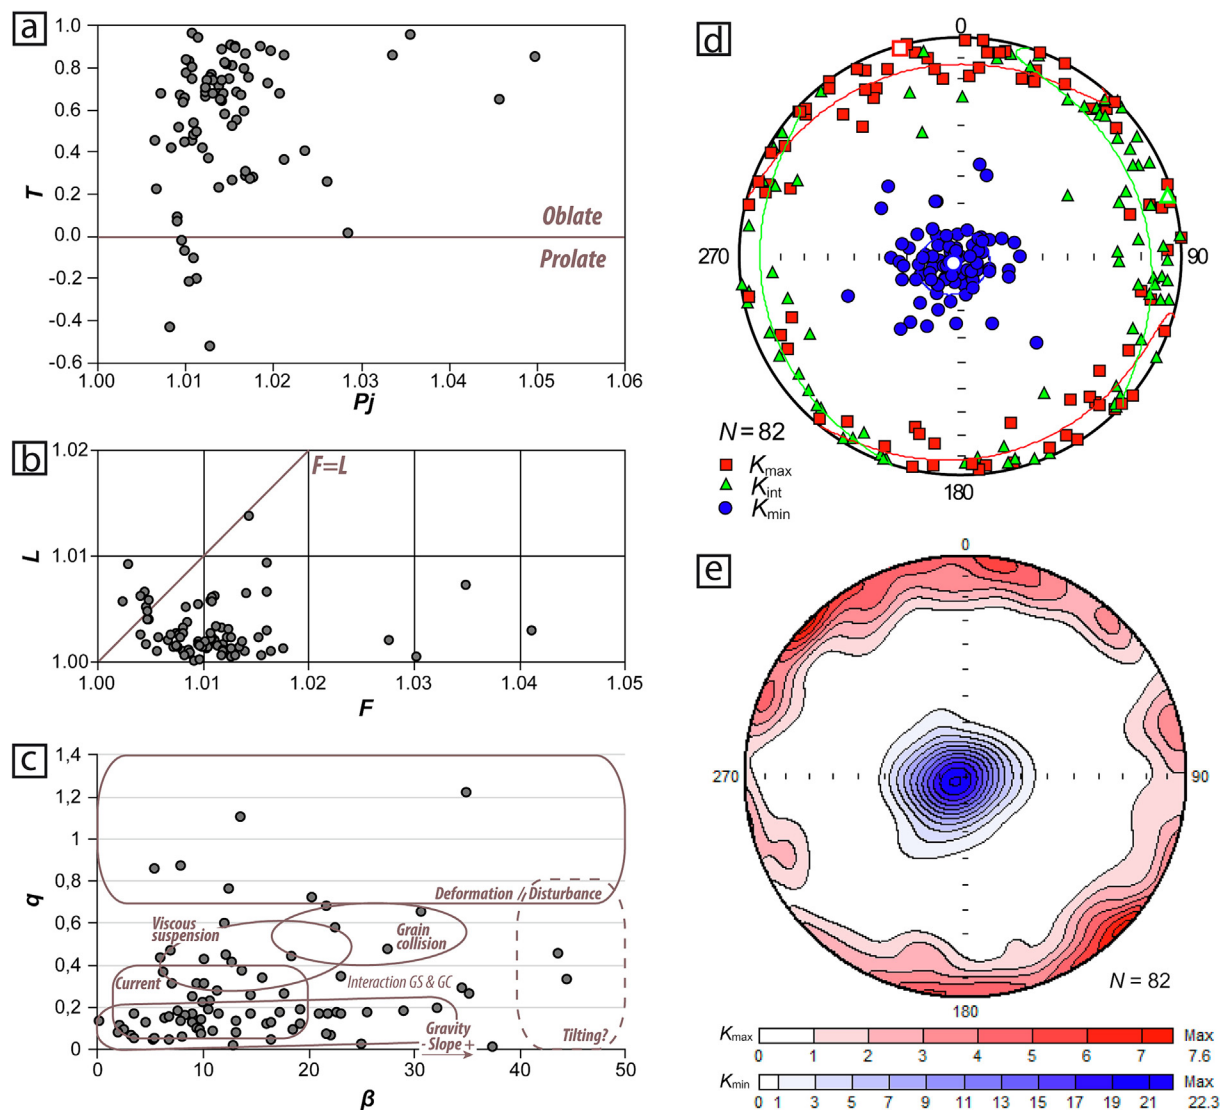 a
1.0
0.8
0.6
0.4
0.2
0.0
-0.2
-0.4
-0.6
T
Oblate
Prolate
1.00 1.01 1.02 1.03 1.04 1.05 1.06
Pj
b
1.02
1.01
1.00
L
F=L
1.00 1.01 1.02 1.03 1.04 1.05
F
c
1,4
1,2
1
0,8
0,6
0,4
0,2
0
q
Deformation / Disturbance
Viscous
suspension
Grain
collision
Current
Interaction GS & GC
Gravity
- Slope +
Tilting?
0 10 20 30 40 50
β
d
0
270
90
180
N = 82
Kmax
Kint
Kmin
e
0
270
90
180
N = 82
Kmax
Max
0 1 2 3 4 5 6 7 7.6
Kmin
Max
0 1 3 5 7 9 11 13 15 17 19 21 22.3